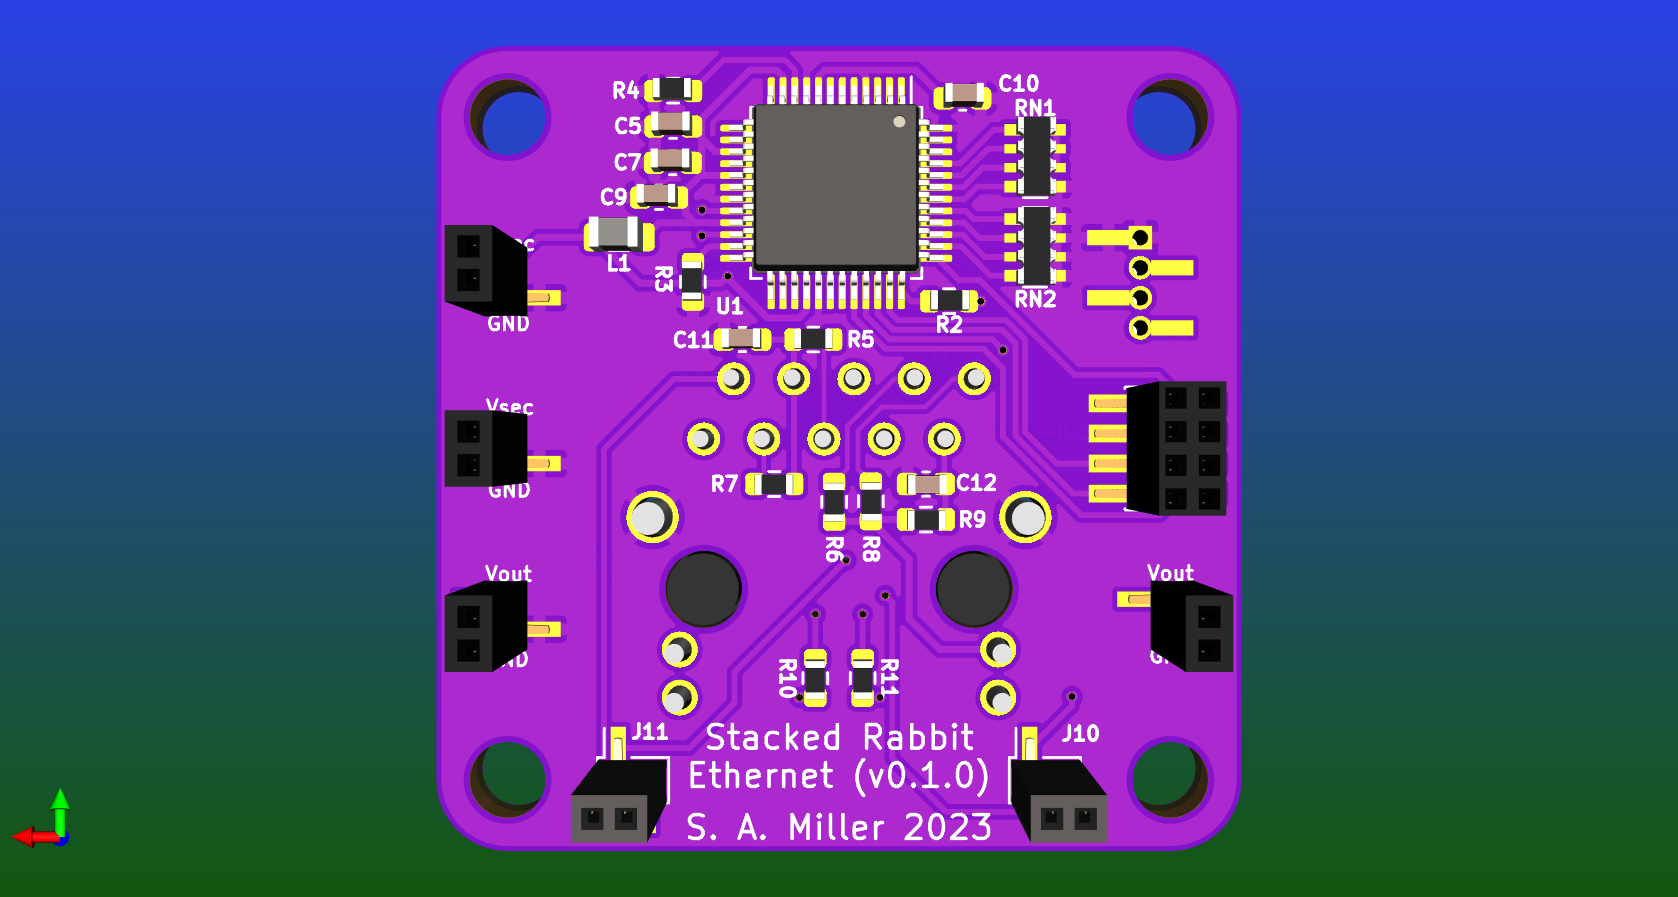 R4
C10
RN1
C5
C7
C9
L1
R3
RN2
U1
GND
R2
C11
R5
Vsec
GND
R7
C12
R9
R6
R8
Vout
Vout
R10
R11
J11
J10
Stacked Rabbit
Ethernet (v0.1.0)
S. A. Miller 2023